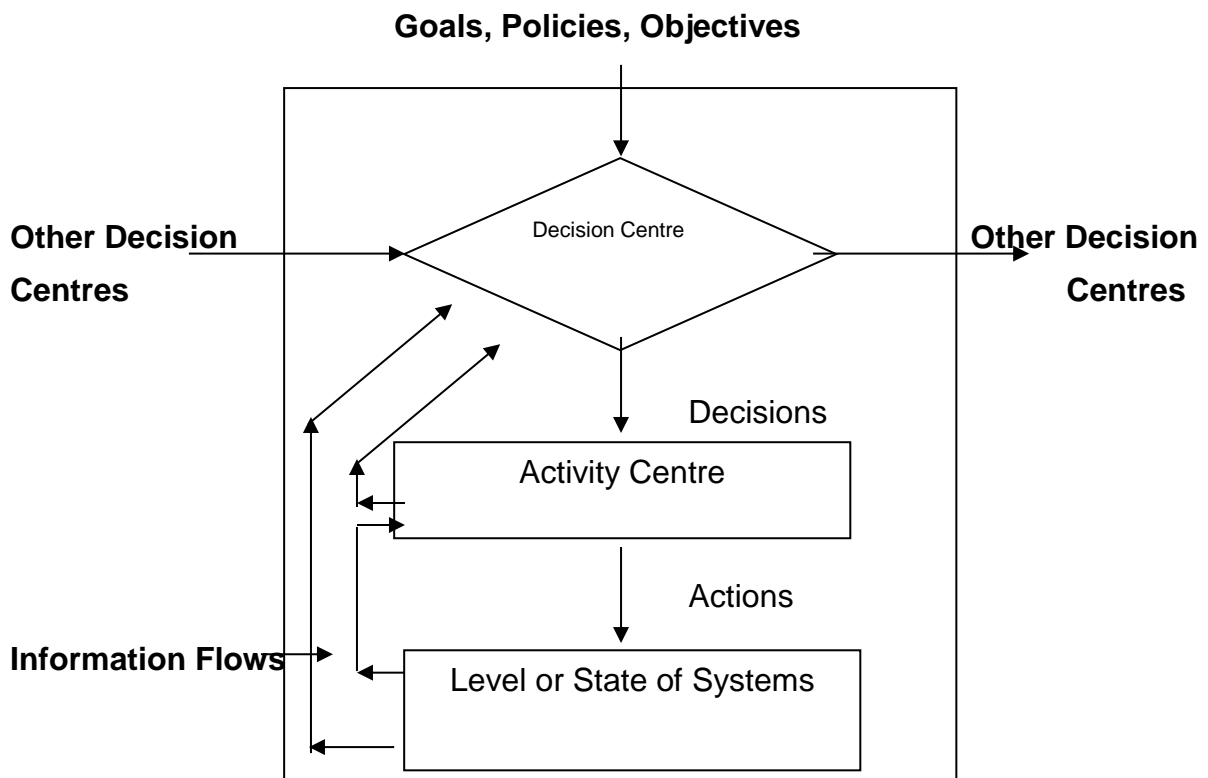 Goals, Policies, Objectives
Decision Centre
Other Decision
Centres
Other Decision
Centres
Decisions
Activity Centre
Actions
Information Flows
Level or State of Systems